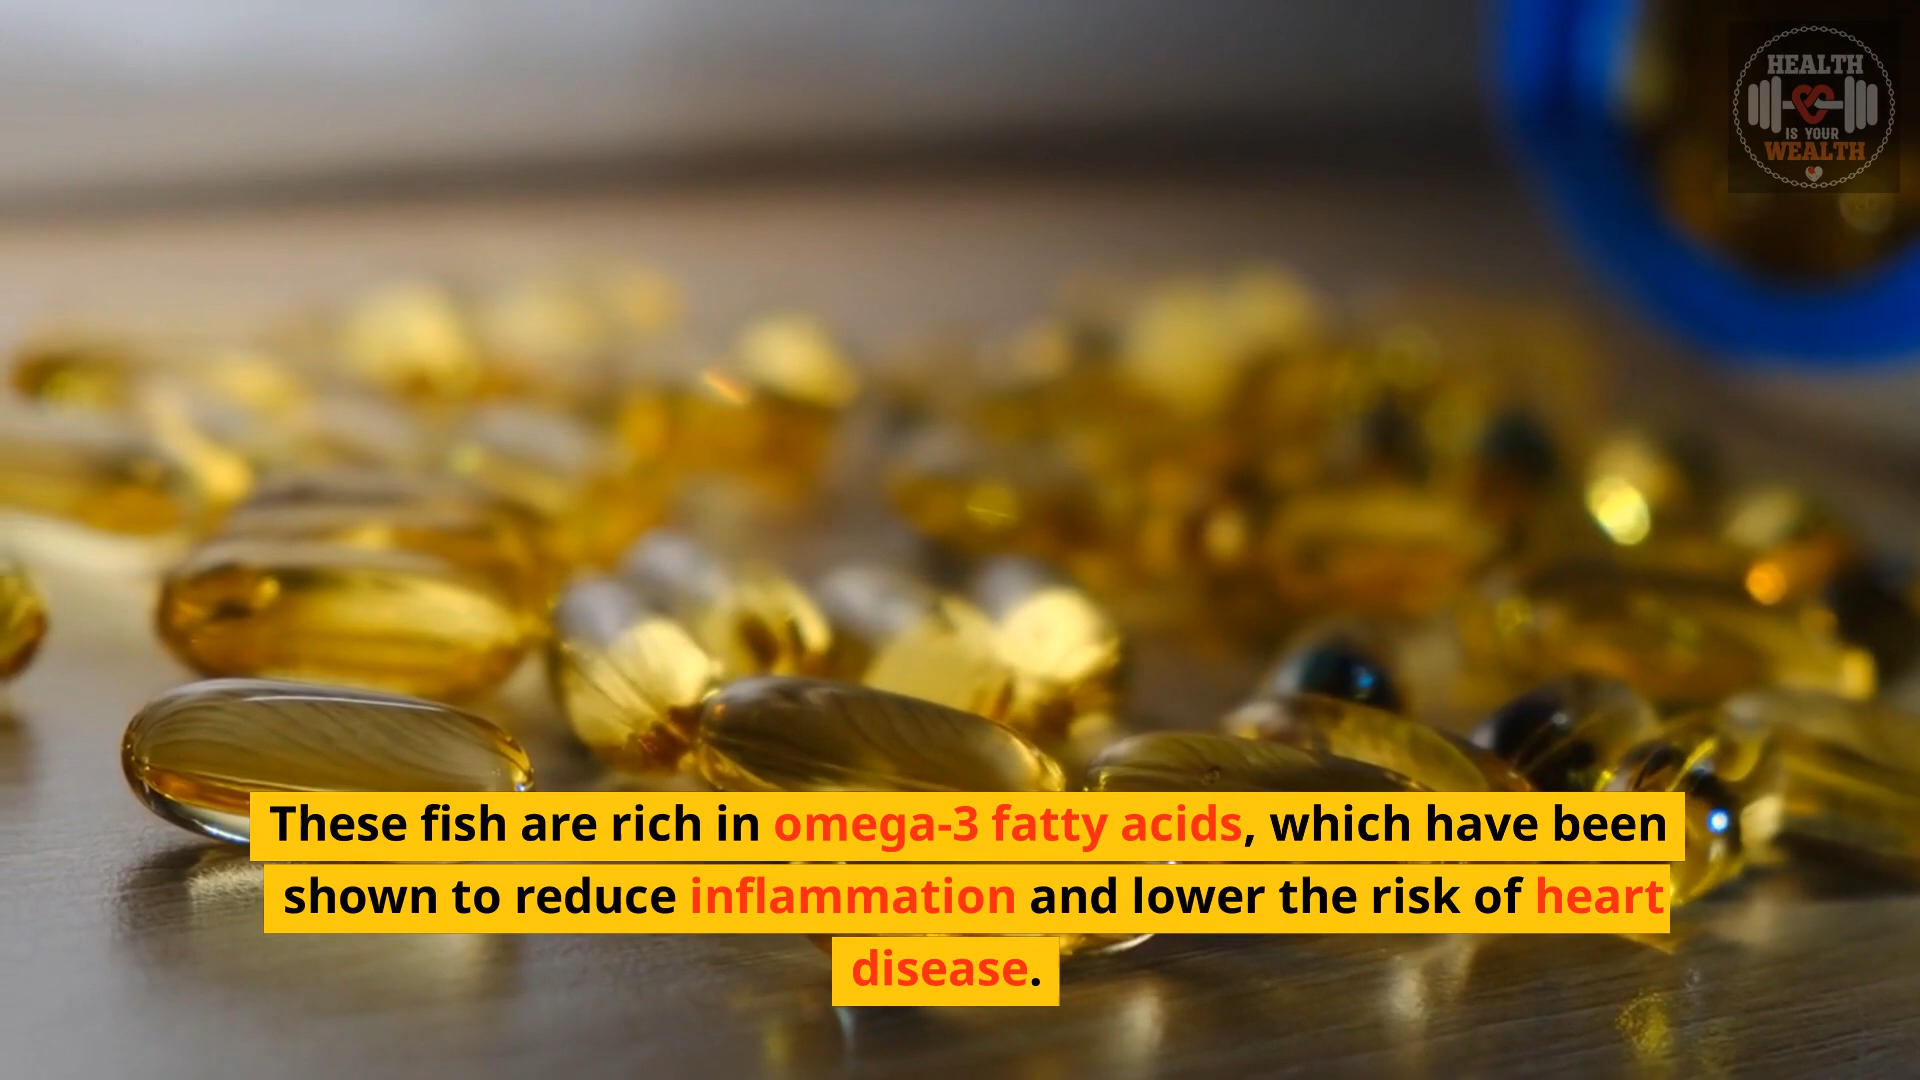 HEALTH
IS YOUR
WEALTH
These fish are rich in omega-3 fatty acids, which have been
shown to reduce inflammation and lower the risk of heart
disease.